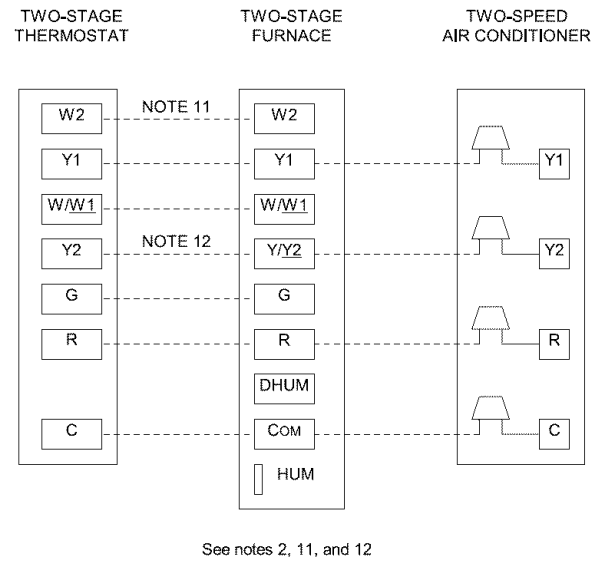 TWO-STAGE THERMOSTAT
TWO-STAGE FURNACE
TWO-SPEED AIR CONDITIONER
W2 NOTE 11 W2
Y1 Y1 Y1
W/W1 W/W1
Y2 NOTE 12 Y/Y2 Y2
G G
R R R
DHUM
C COM C
HUM
See notes 2, 11, and 12